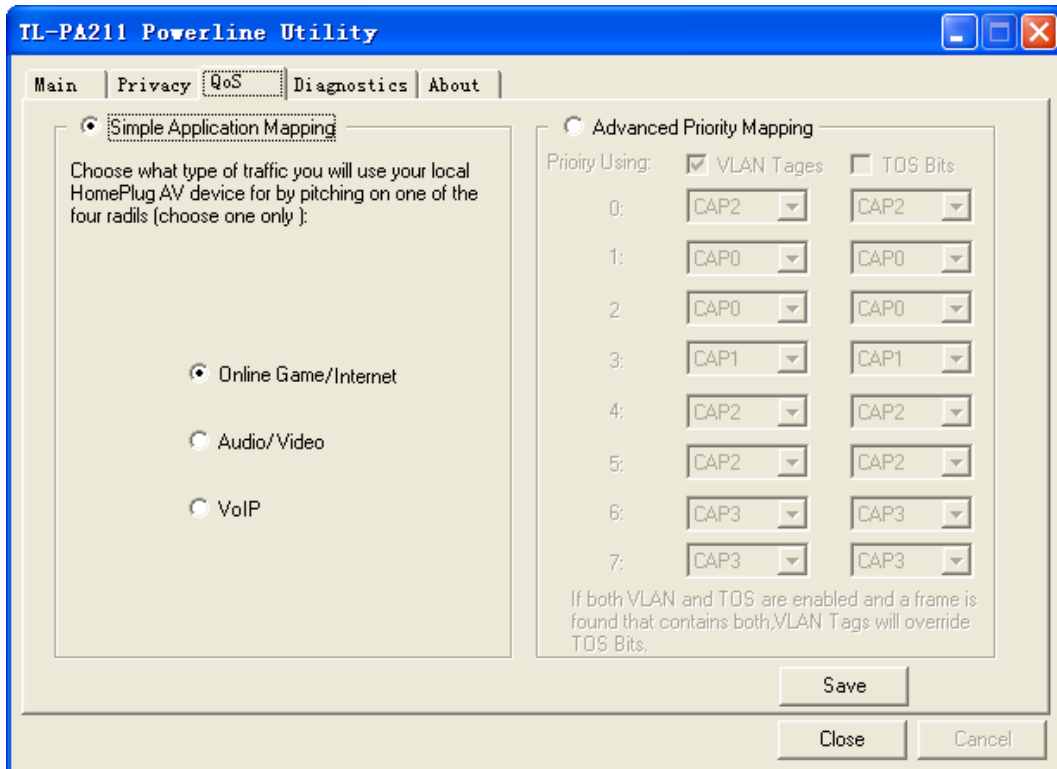 TL-PA211 Powerline Utility
Main Privacy QoS Diagnostics About
Simple Application Mapping
Choose what type of traffic you will use your local
HomePlug AV device for by pitching on one of the
four radils (choose one only ):
Online Game/Internet
Audio/Video
VoIP
Advanced Priority Mapping
Prioiry Using: VLAN Tages TOS Bits
0: CAP2 CAP2
1: CAP0 CAP0
2 CAP0 CAP0
3: CAP1 CAP1
4: CAP2 CAP2
5: CAP2 CAP2
6: CAP3 CAP3
7: CAP3 CAP3
If both VLAN and TOS are enabled and a frame is
found that contains both,VLAN Tags will override
TOS Bits.
Save
Close Cancel